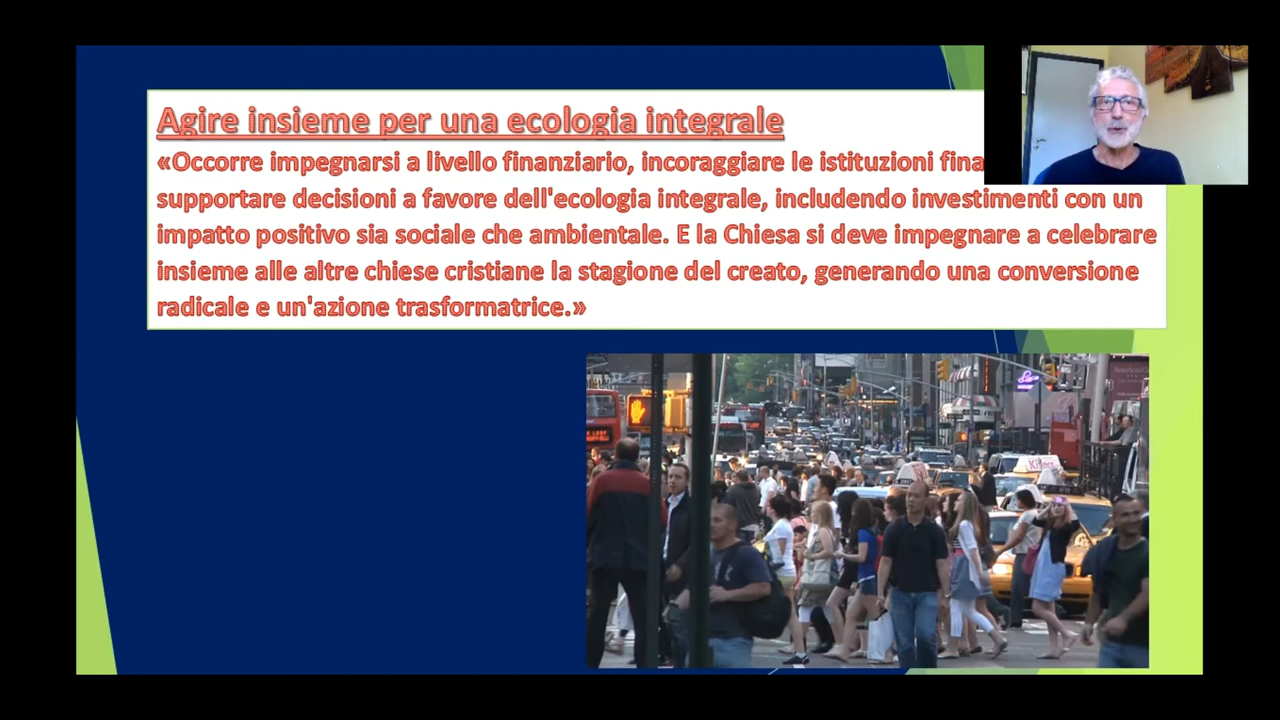 Agire insieme per una ecologia integrale
«Occorre impegnarsi a livello finanziario, incoraggiare le istituzioni
supportare decisioni a favore dell'ecologia integrale, includendo investimenti con un
impatto positivo sia sociale che ambientale. E la Chiesa si deve impegnare a celebrare
insieme alle altre chiese cristiane la stagione del creato, generando una conversione
radicale e un'azione trasformatrice.»